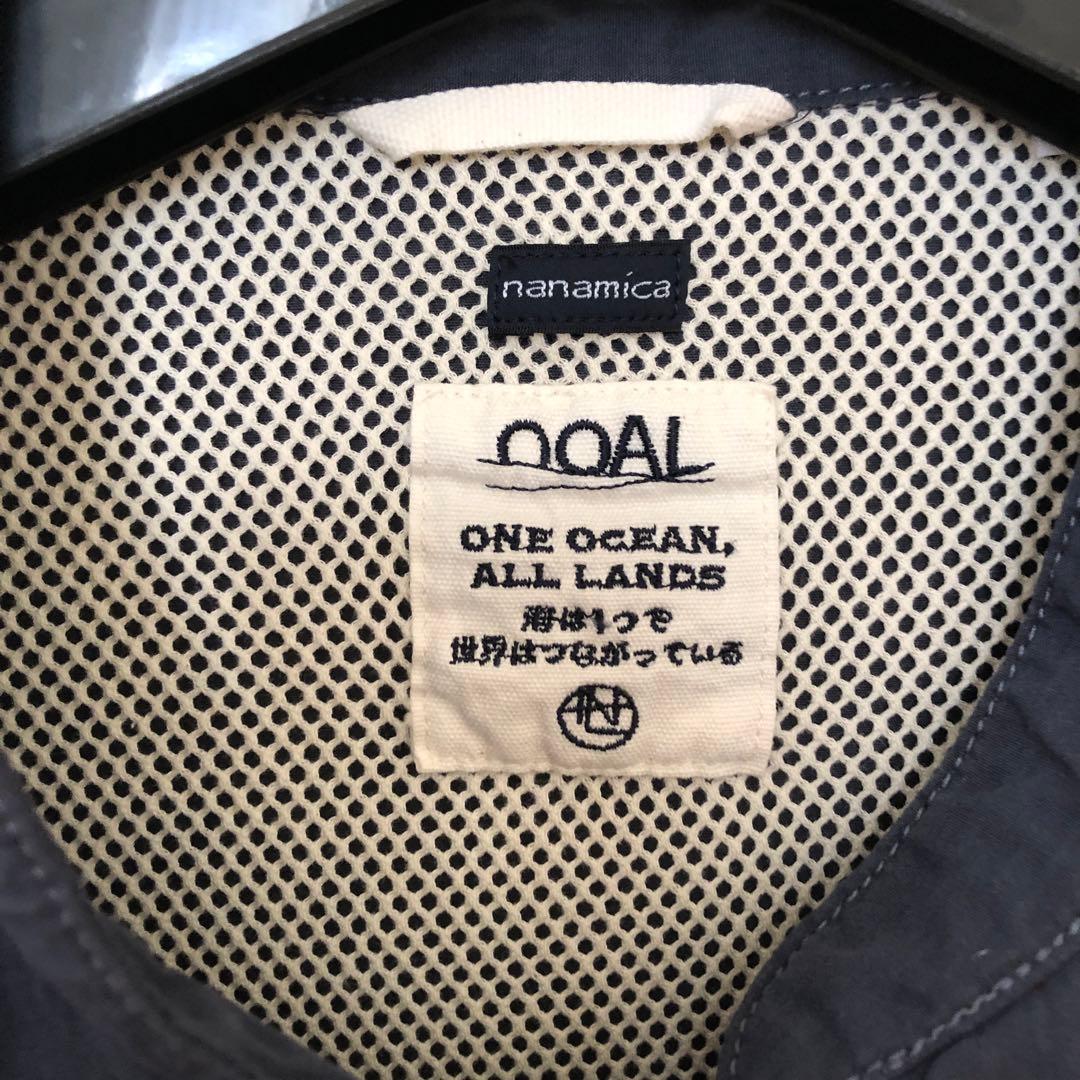 nanamica
OOAL
ONE OCEAN,
ALL LANDS
海は1つで
世界はつながっている